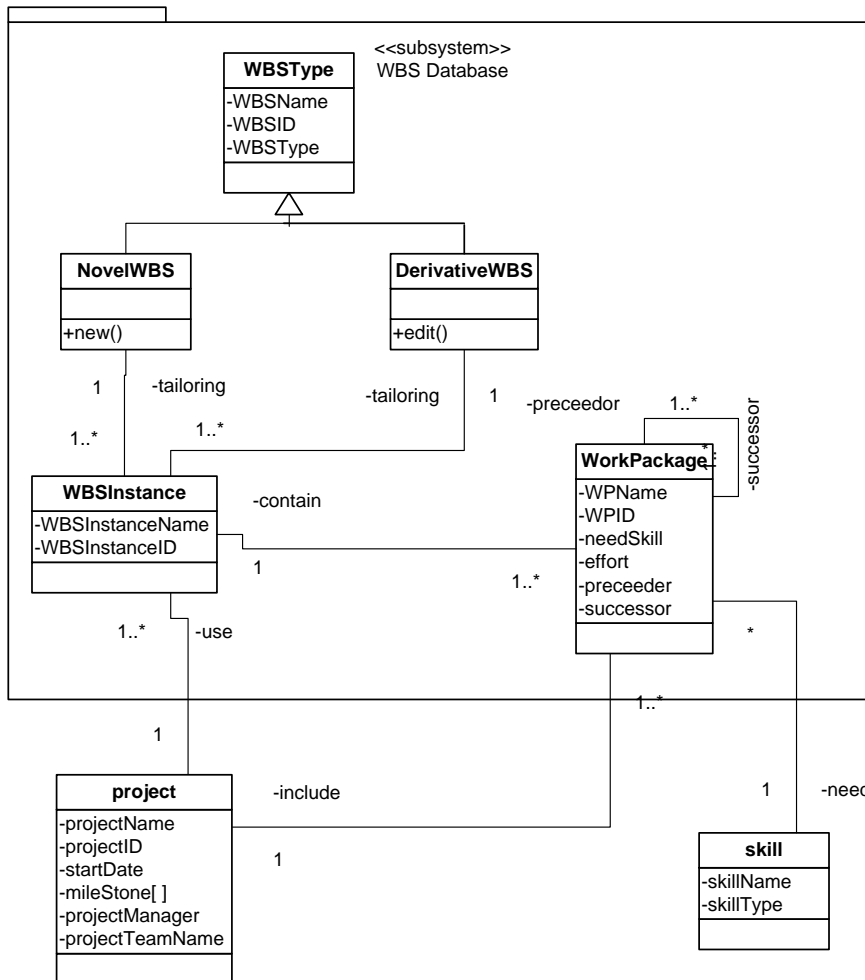 <<subsystem>>
WBS Database
WBSType
-WBSName
-WBSID
-WBSType
NovelWBS
+new()
DerivativeWBS
+edit()
1
-tailoring
1..*
-tailoring
1
1..*
-preceedor
1..*
-successor
WBSInstance
-WBSInstanceName
-WBSInstanceID
-contain
1
1..*
WorkPackage
-WPName
-WPID
-needSkill
-effort
-preceeder
-successor
1..*
-use
1
*
1..*
project
-projectName
-projectID
-startDate
-mileStone[ ]
-projectManager
-projectTeamName
-include
1
1
-need
skill
-skillName
-skillType